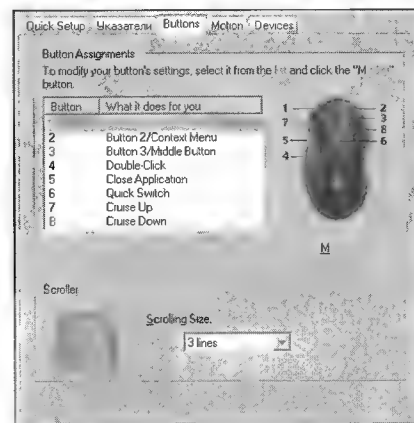 Quick Setup Указатели Buttons Motion Devices
Button Assignments
To modify your button's settings, select it from the and click the "M
button.
Button What it does for you
2 Button 2/Context Menu
3 Button 3/Middle Button
4 Double-Click
5 Close Application
6 Quick Switch
7 Cruise Up
8 Cruise Down
1 2
7 3
8
5 6
4
M
Scroller
Scrolling Size.
3 lines